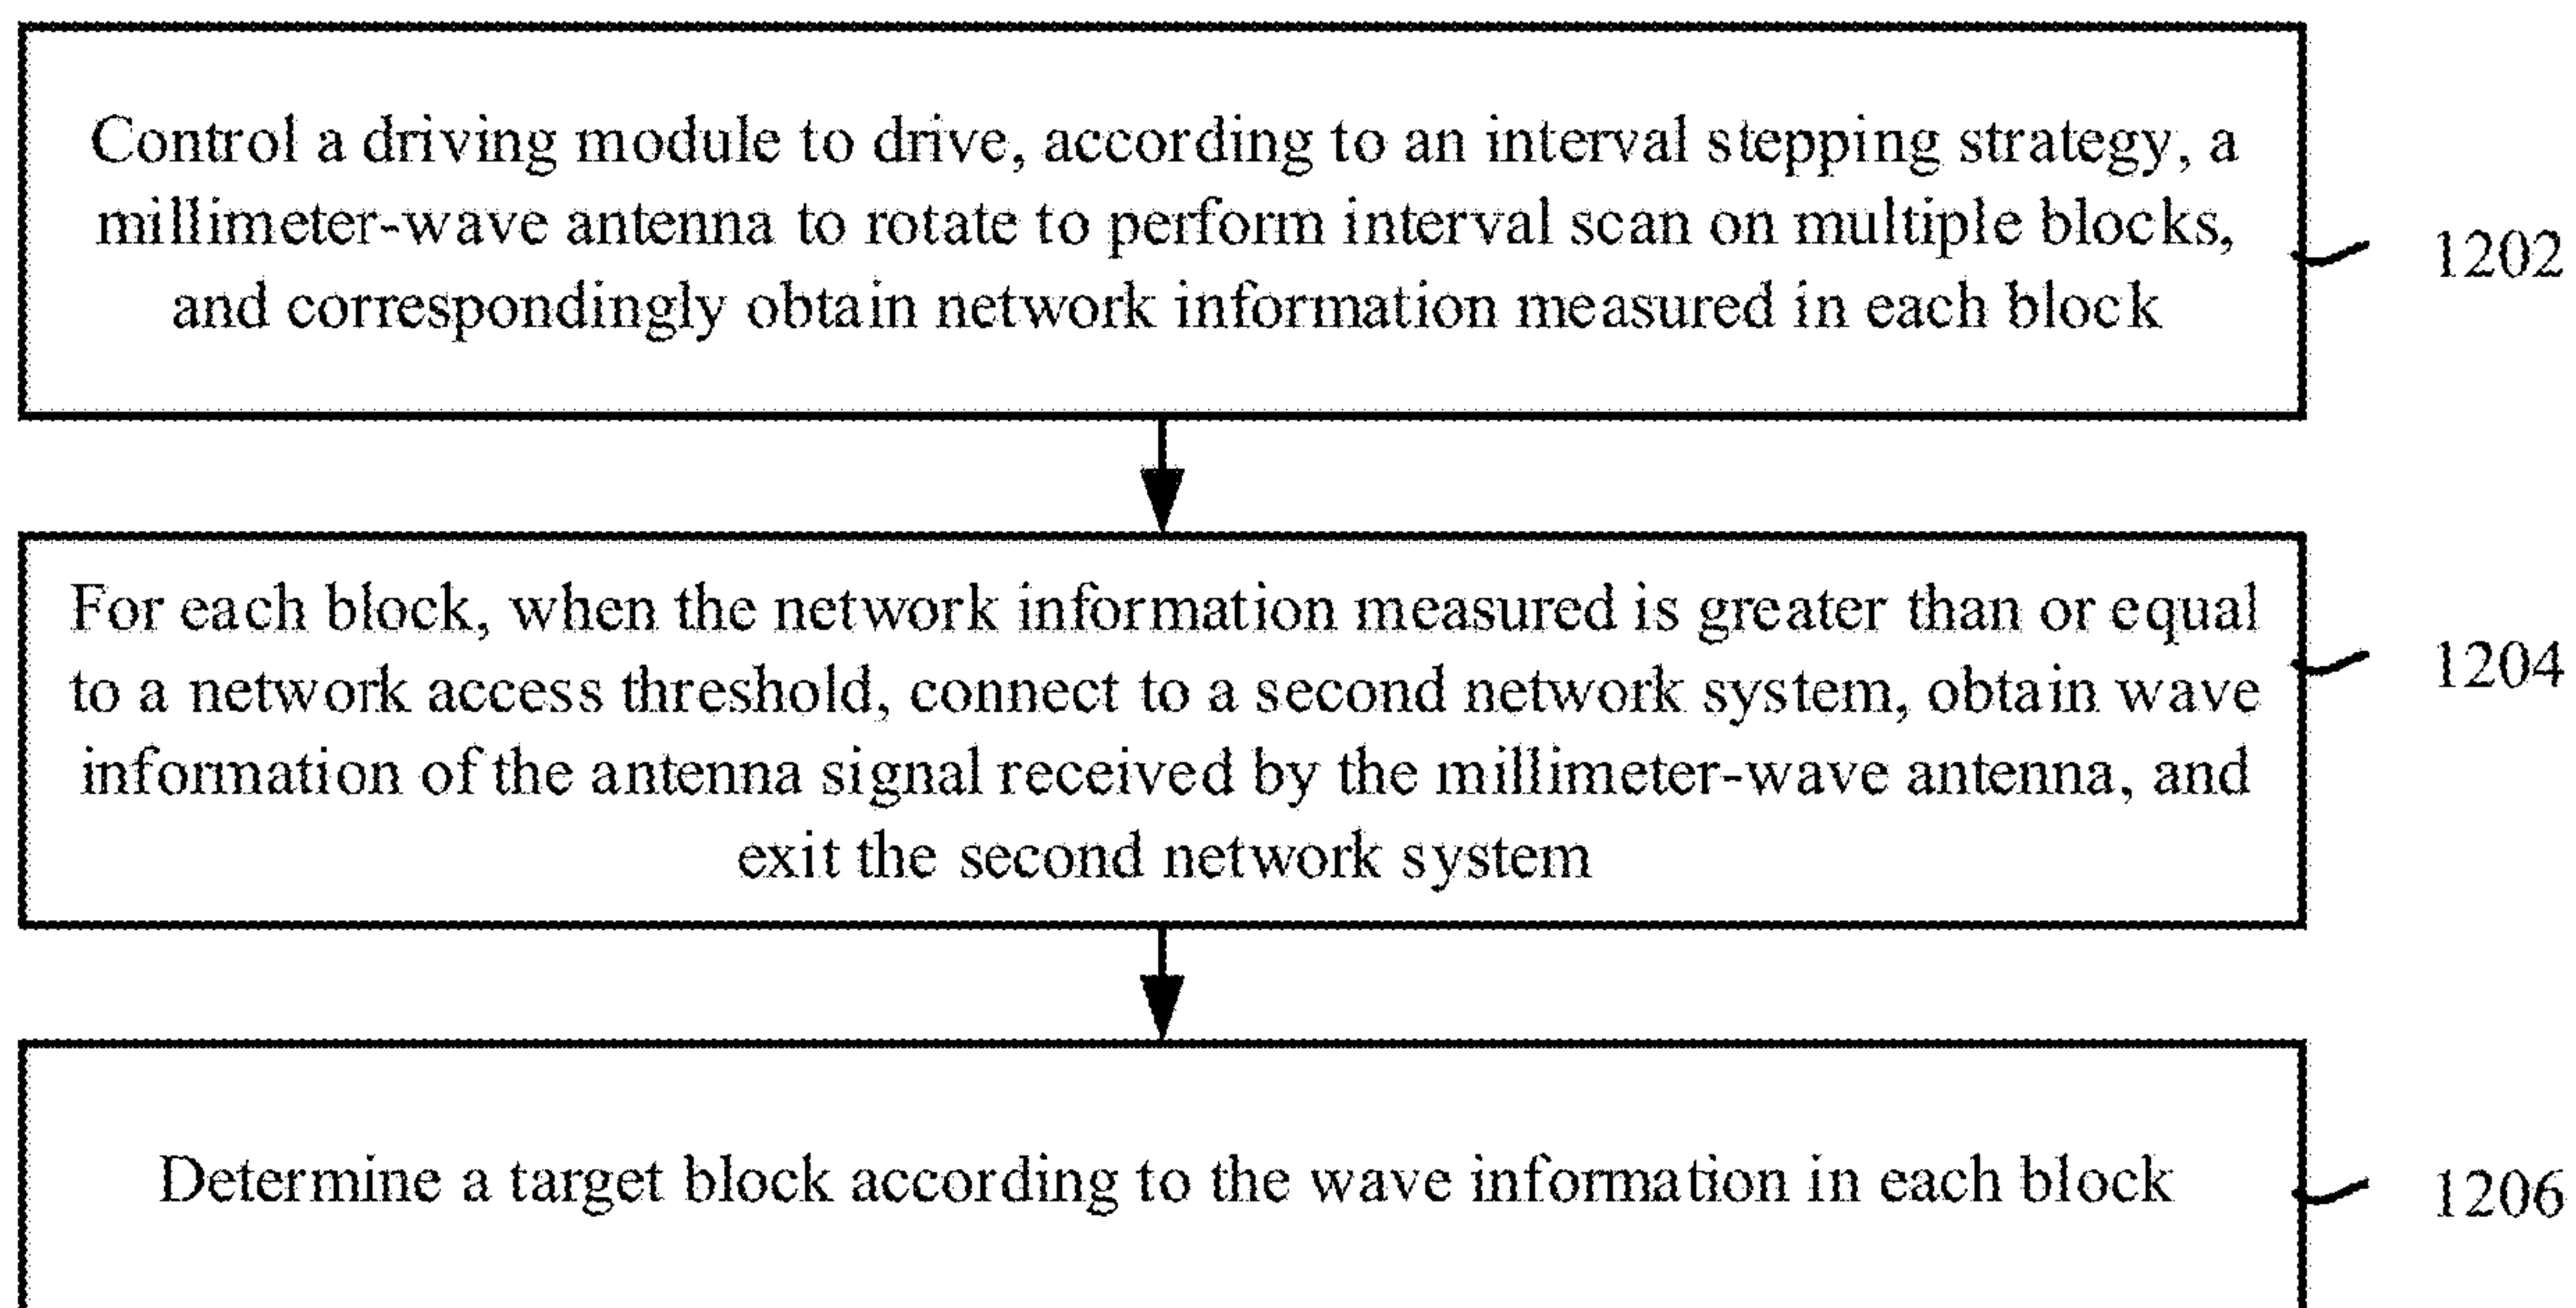 Control a driving module to drive, according to an interval stepping strategy, a
millimeter-wave antenna to rotate to perform interval scan on multiple blocks,
and correspondingly obtain network information measured in each block
1202
For each block, when the network information measured is greater than or equal
to a network access threshold, connect to a second network system, obtain wave
information of the antenna signal received by the millimeter-wave antenna, and
exit the second network system
1204
Determine a target block according to the wave information in each block
1206